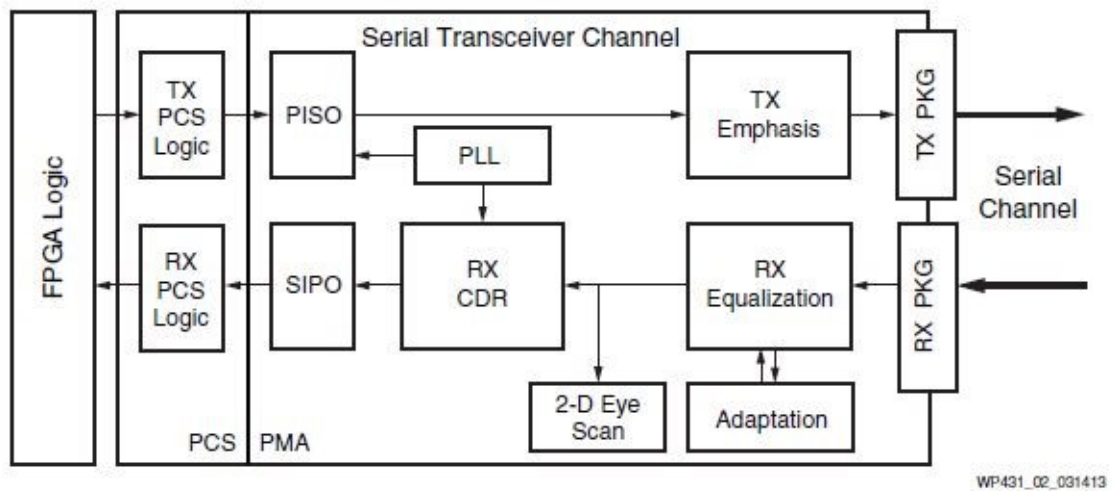 Serial Transceiver Channel
FPGA Logic
TX
PCS
Logic
PISO
PLL
TX
Emphasis
TX PKG
Serial
Channel
RX
PCS
Logic
SIPO
RX
CDR
RX
Equalization
RX PKG
2-D Eye
Scan
Adaptation
PCS
PMA
WP431_02_031413